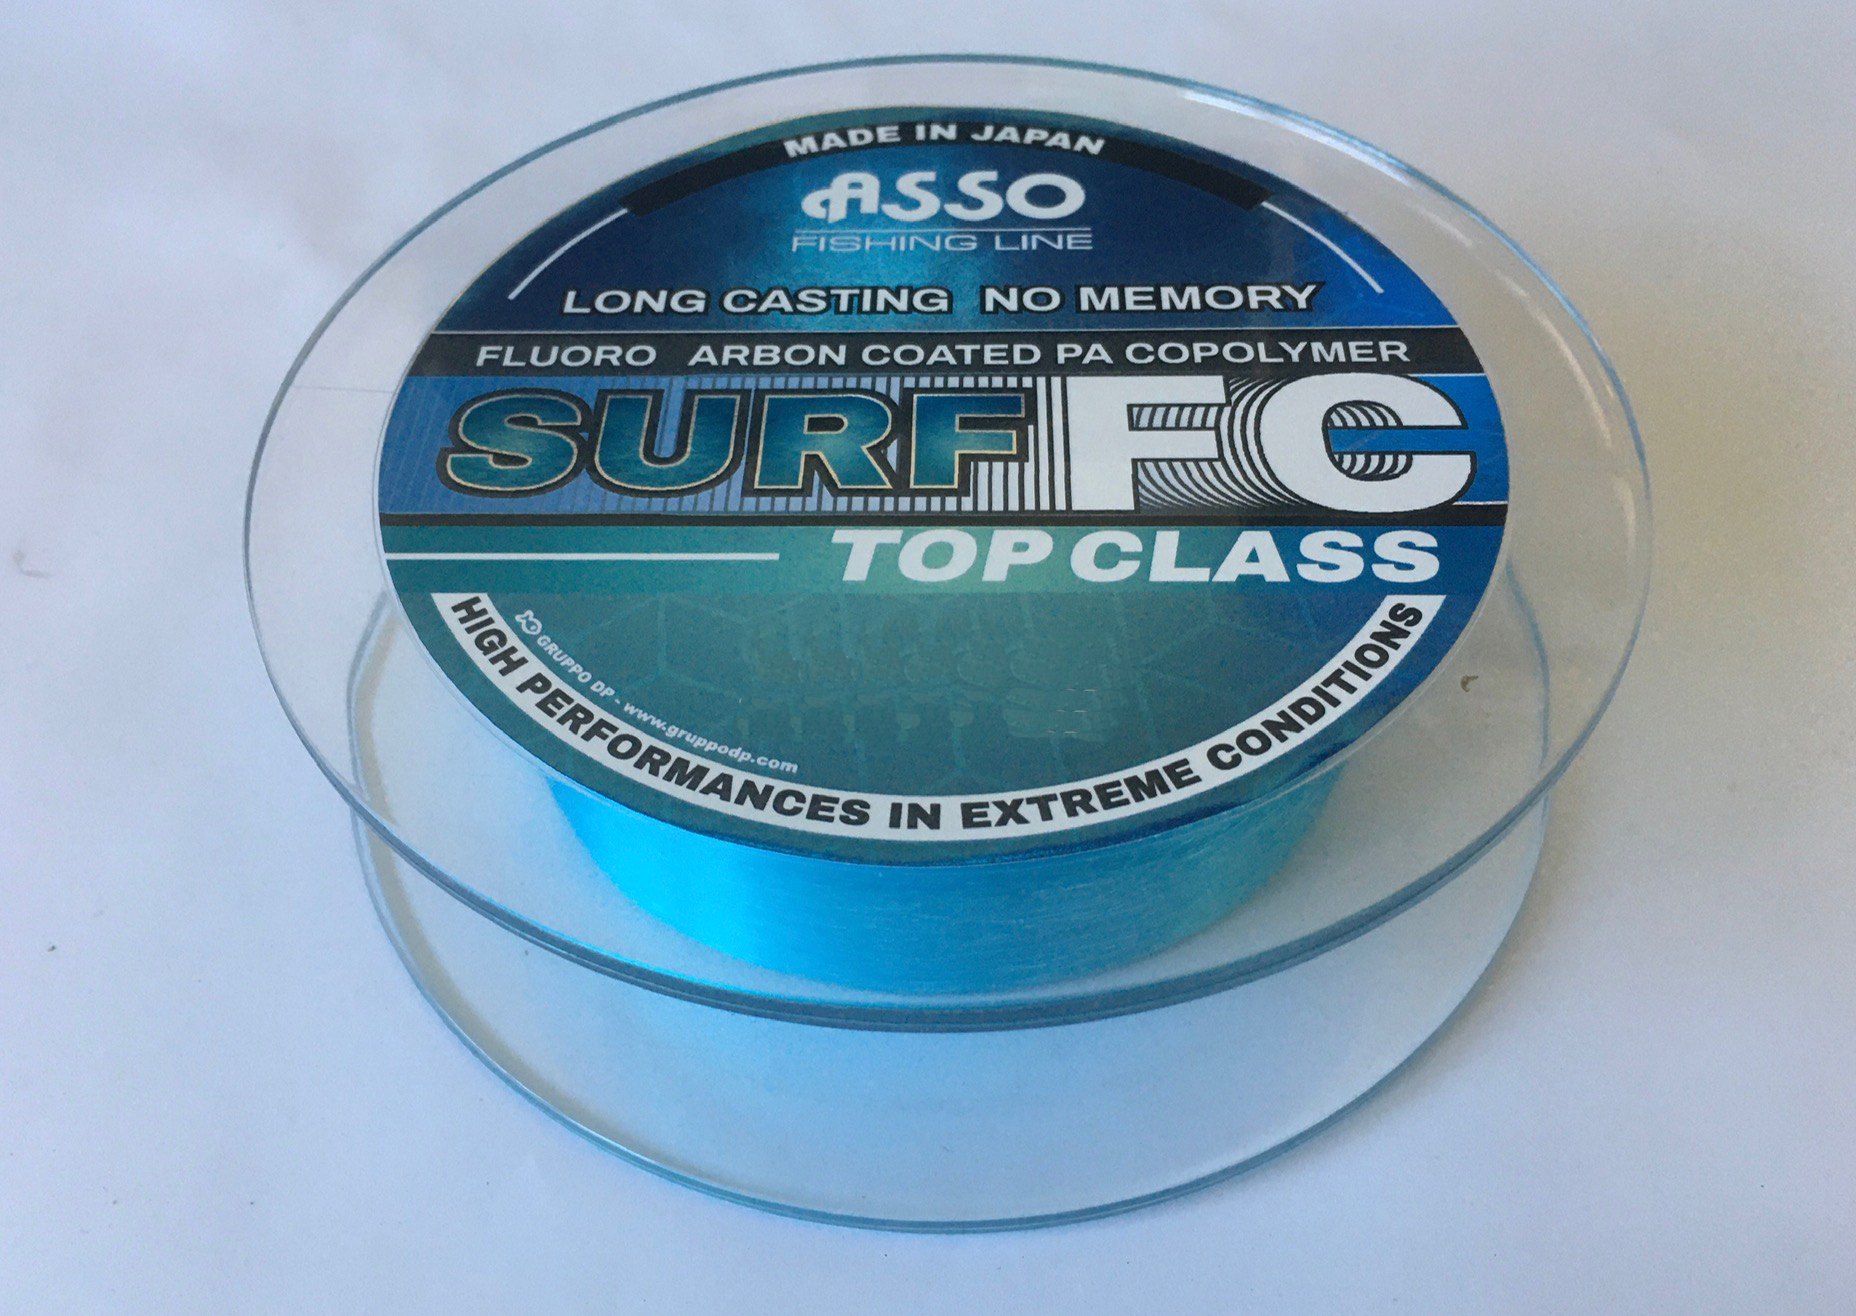 MADE IN JAPAN
ASSO
FISHING LINE
LONG CASTING NO MEMORY
FLUORO ARBON COATED PA COPOLYMER
SURF FC
TOP CLASS
GRUPPO DP - www.gruppodp.com
HIGH PERFORMANCES IN EXTREME CONDITIONS